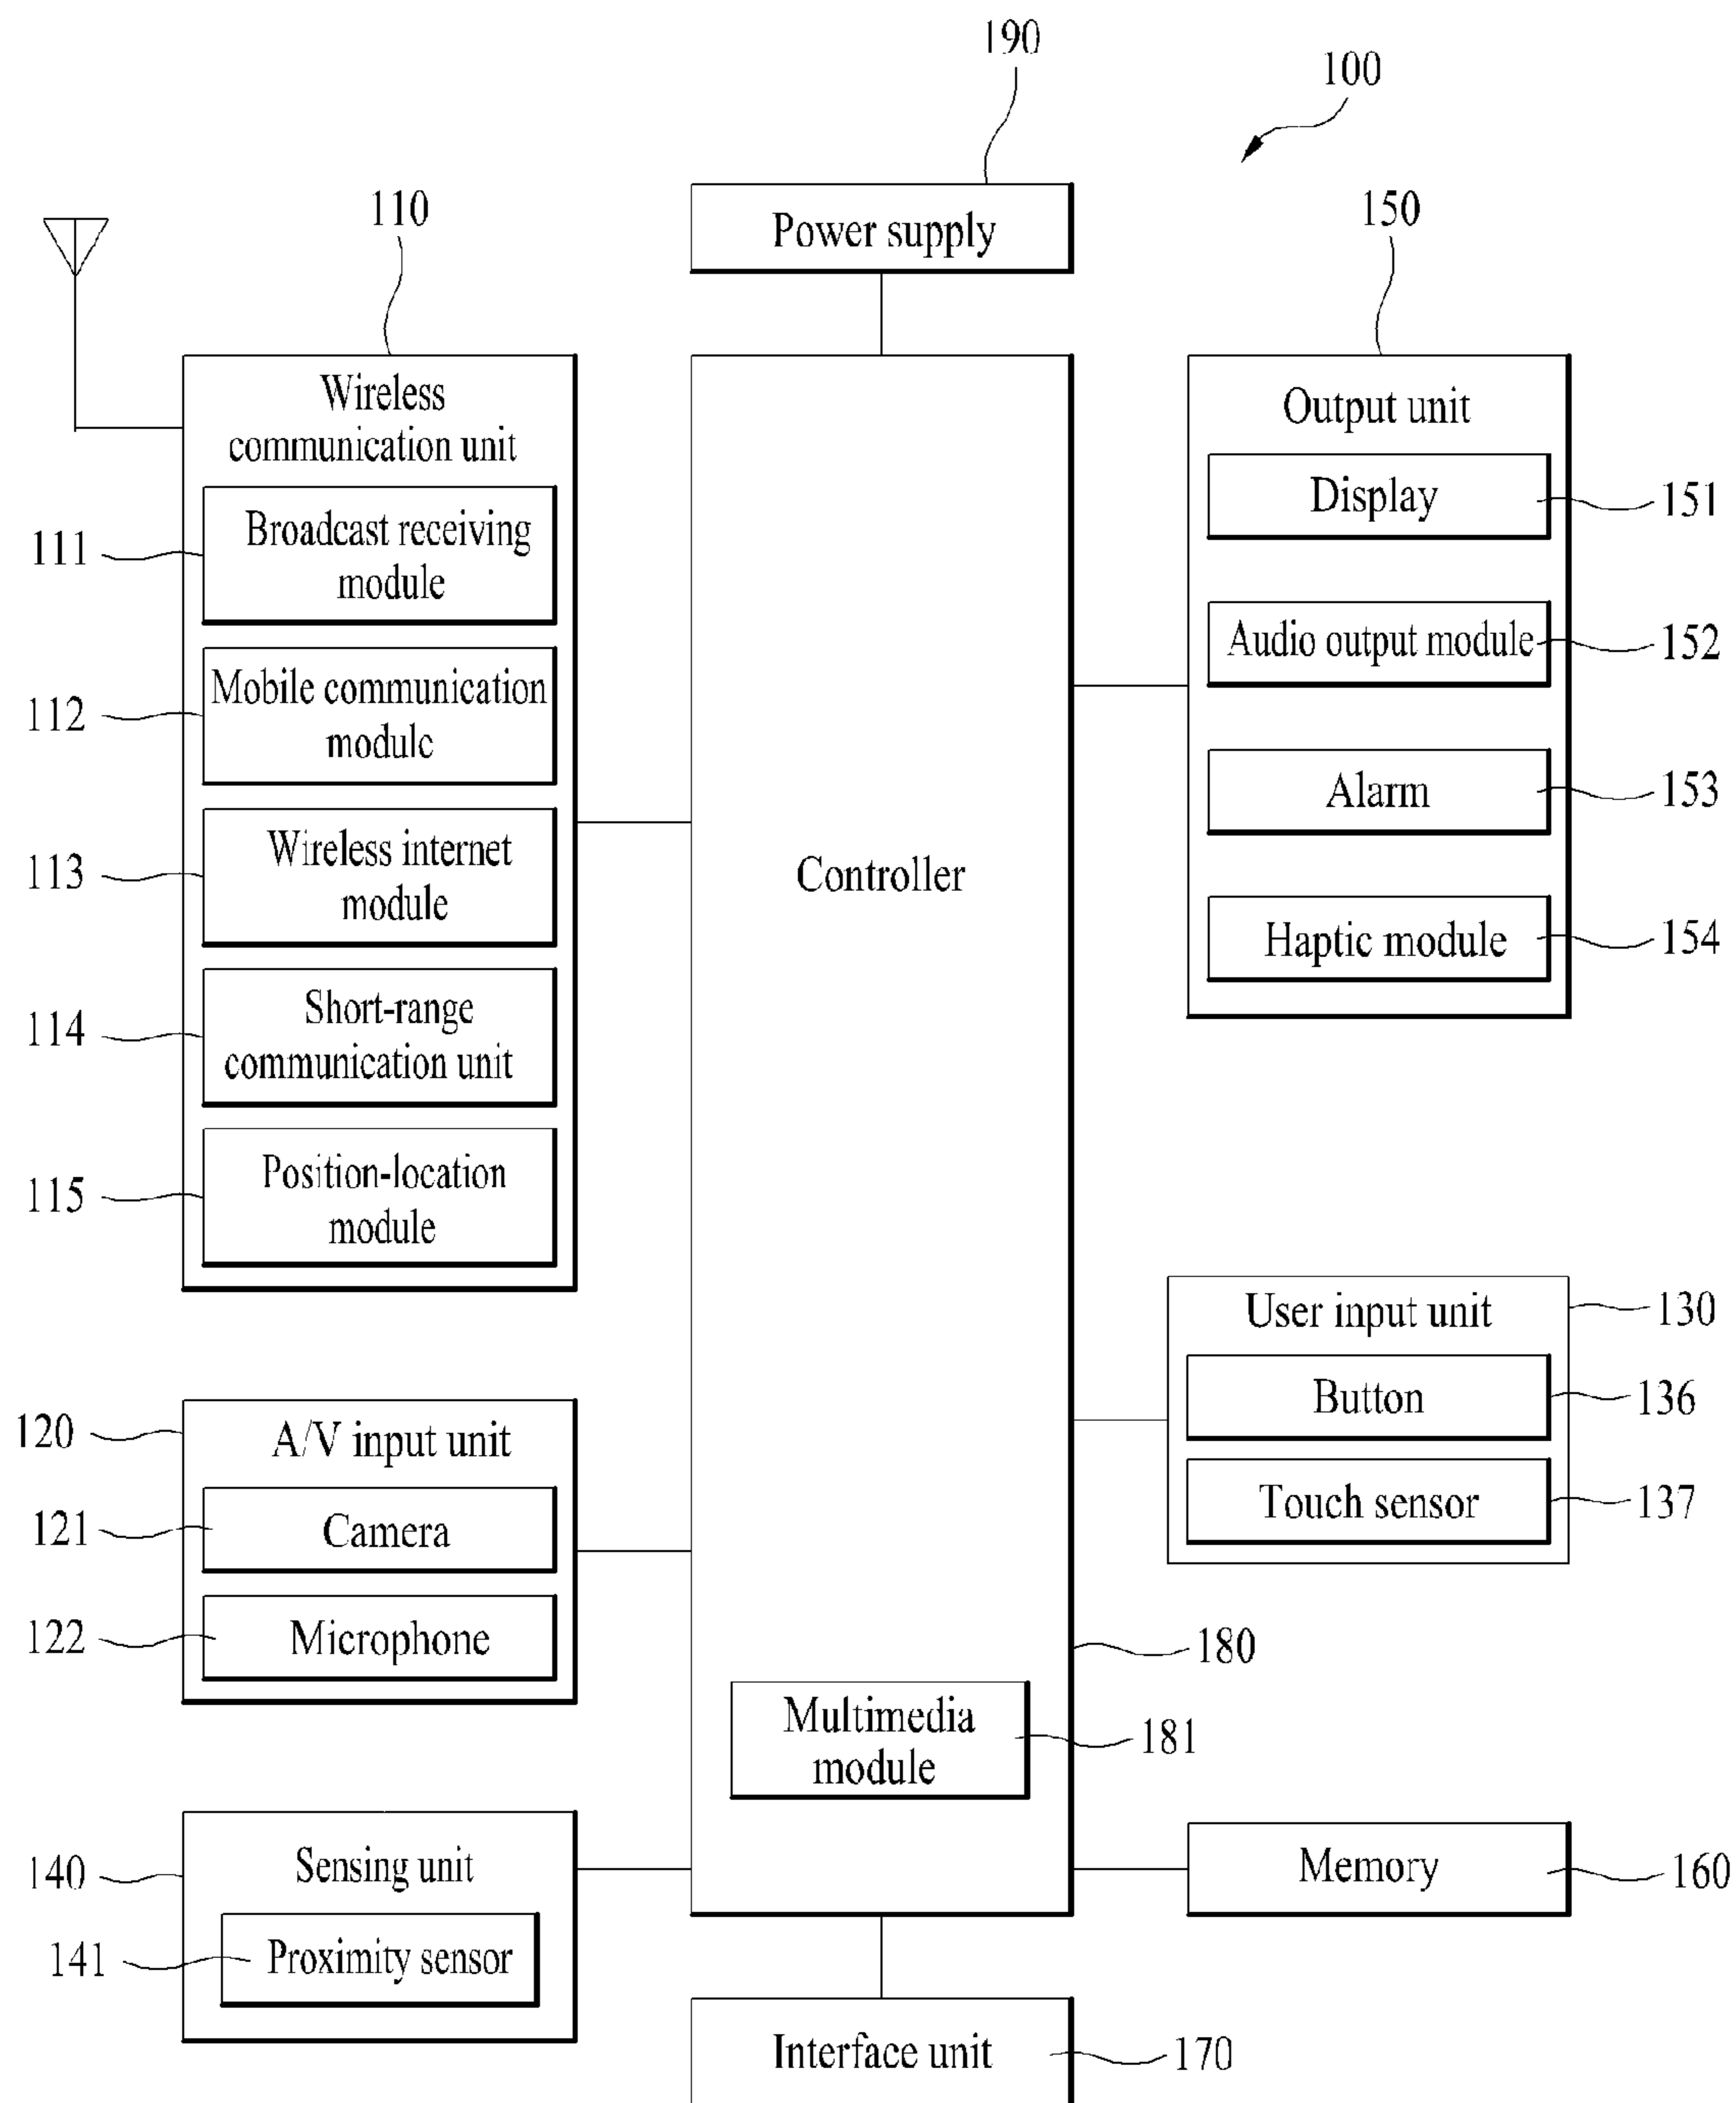 190
100
110
Power supply
150
Wireless
communication unit
Output unit
Display
151
111
Broadcast receiving
module
Audio output module
152
112
Mobile communication
module
Alarm
153
113
Wireless internet
module
Controller
Haptic module
154
114
Short-range
communication unit
115
Position-location
module
User input unit
130
Button
136
120
A/V input unit
Touch sensor
137
121
Camera
122
Microphone
180
Multimedia
module
181
140
Sensing unit
Memory
160
141
Proximity sensor
Interface unit
170